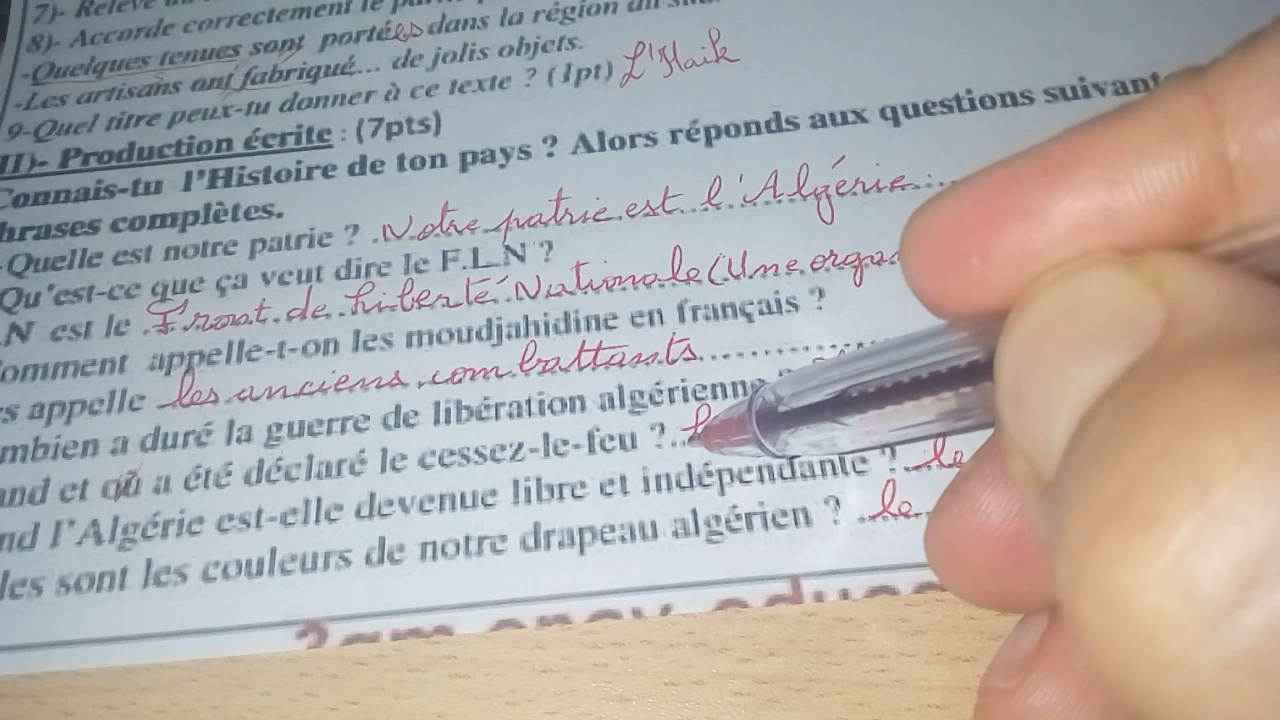 7)- Relève
8)- Accorde correctement le
-Quelques tenues sont portées dans la région du
-Les artisans ont fabriqué... de jolis objets.
9-Quel titre peux-tu donner à ce texte ? (1pt) L'Haik
II)- Production écrite : (7pts)
Connais-tu l'Histoire de ton pays ? Alors réponds aux questions suivant
hrases complètes.
-Quelle est notre patrie ? Notre patrie est l'Algérie
Qu'est-ce que ça veut dire le F.L.N ?
.N est le Front de Liberté Nationale (Une orga
omment appelle-t-on les moudjahidine en français ?
s appelle les anciens combattants
mbien a duré la guerre de libération algérienne
and et où a été déclaré le cessez-le-feu ?
nd l'Algérie est-elle devenue libre et indépendante ? le
les sont les couleurs de notre drapeau algérien ? le